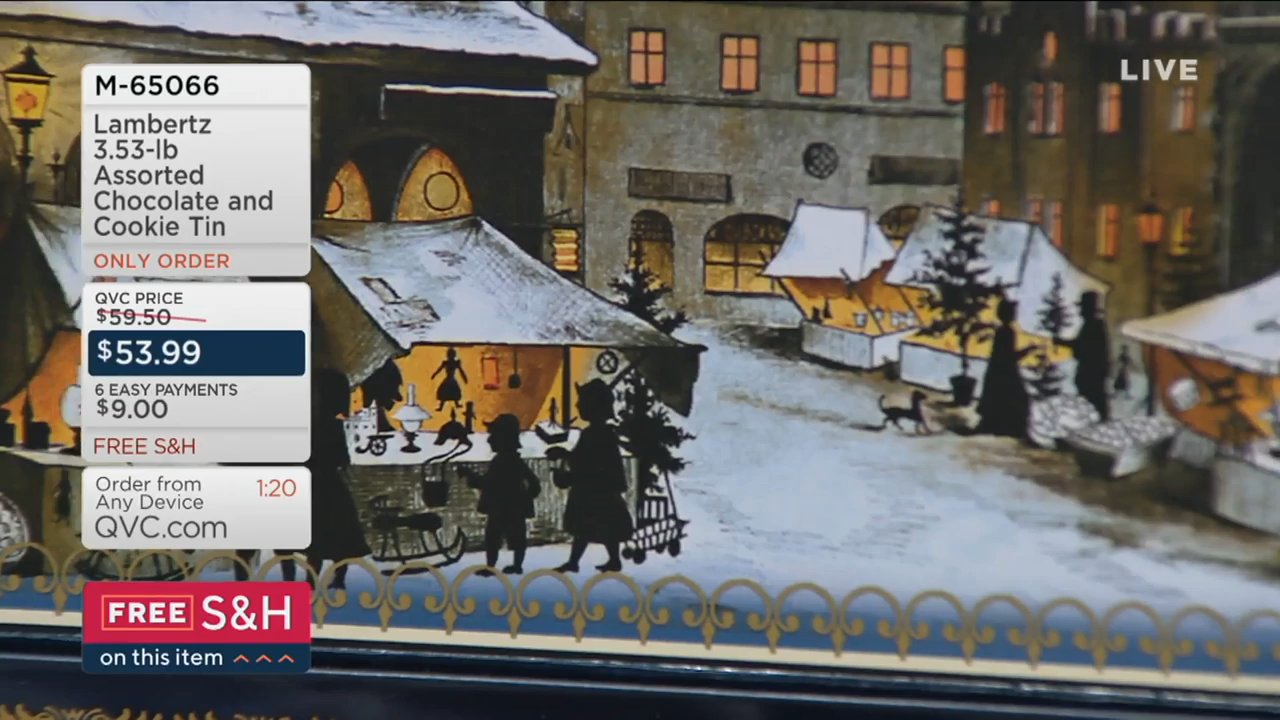 M-65066
Lambertz
3.53-lb
Assorted
Chocolate and
Cookie Tin
ONLY ORDER
QVC PRICE
$59.50
$53.99
6 EASY PAYMENTS
$9.00
FREE S&H
Order from
Any Device
1:20
QVC.com
FREE S&H
on this item
LIVE